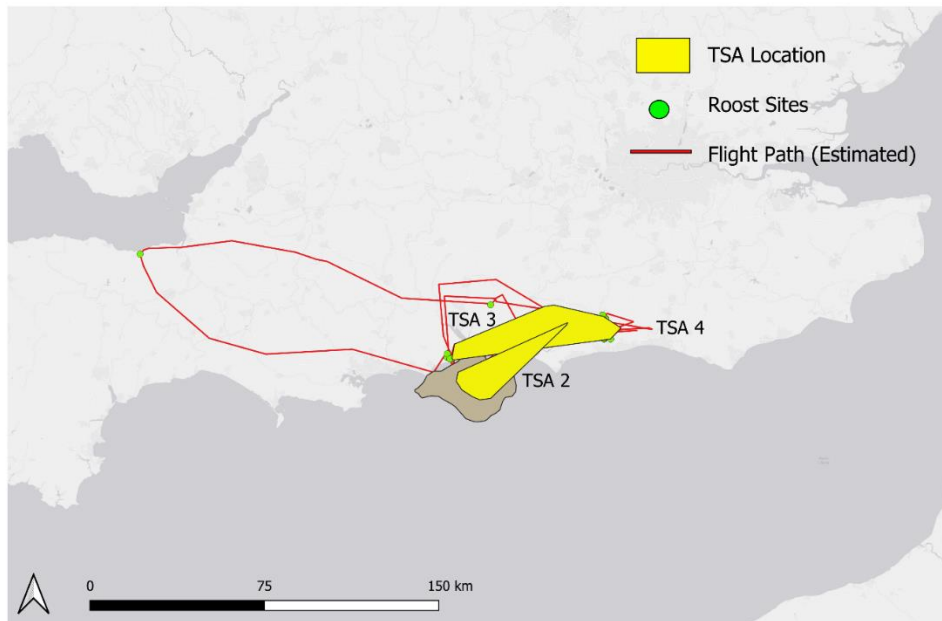 TSA Location
Roost Sites
Flight Path (Estimated)
TSA 3
TSA 4
TSA 2
0 75 150 km